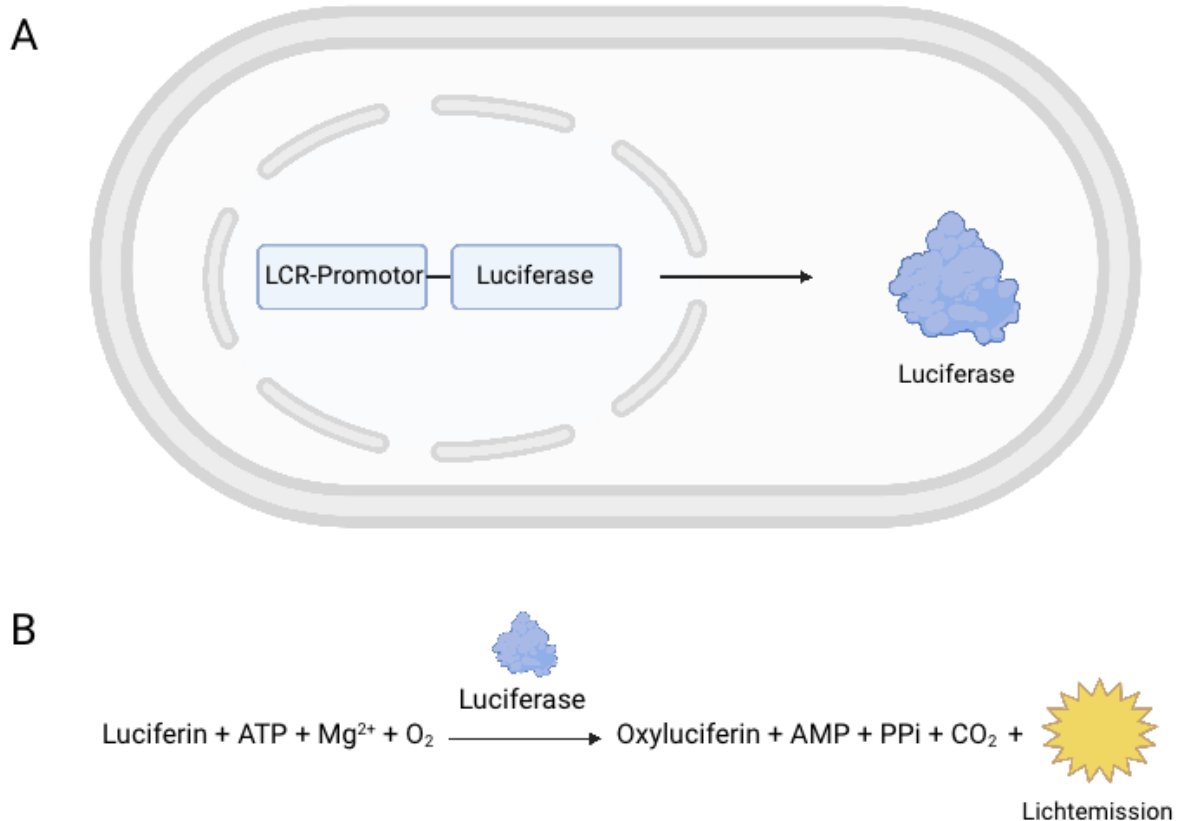 A
LCR-Promotor
Luciferase
Luciferase
B
Luciferase
Luciferin + ATP + Mg²⁺ + O₂
Oxyluciferin + AMP + PPi + CO₂ +
Lichtemission